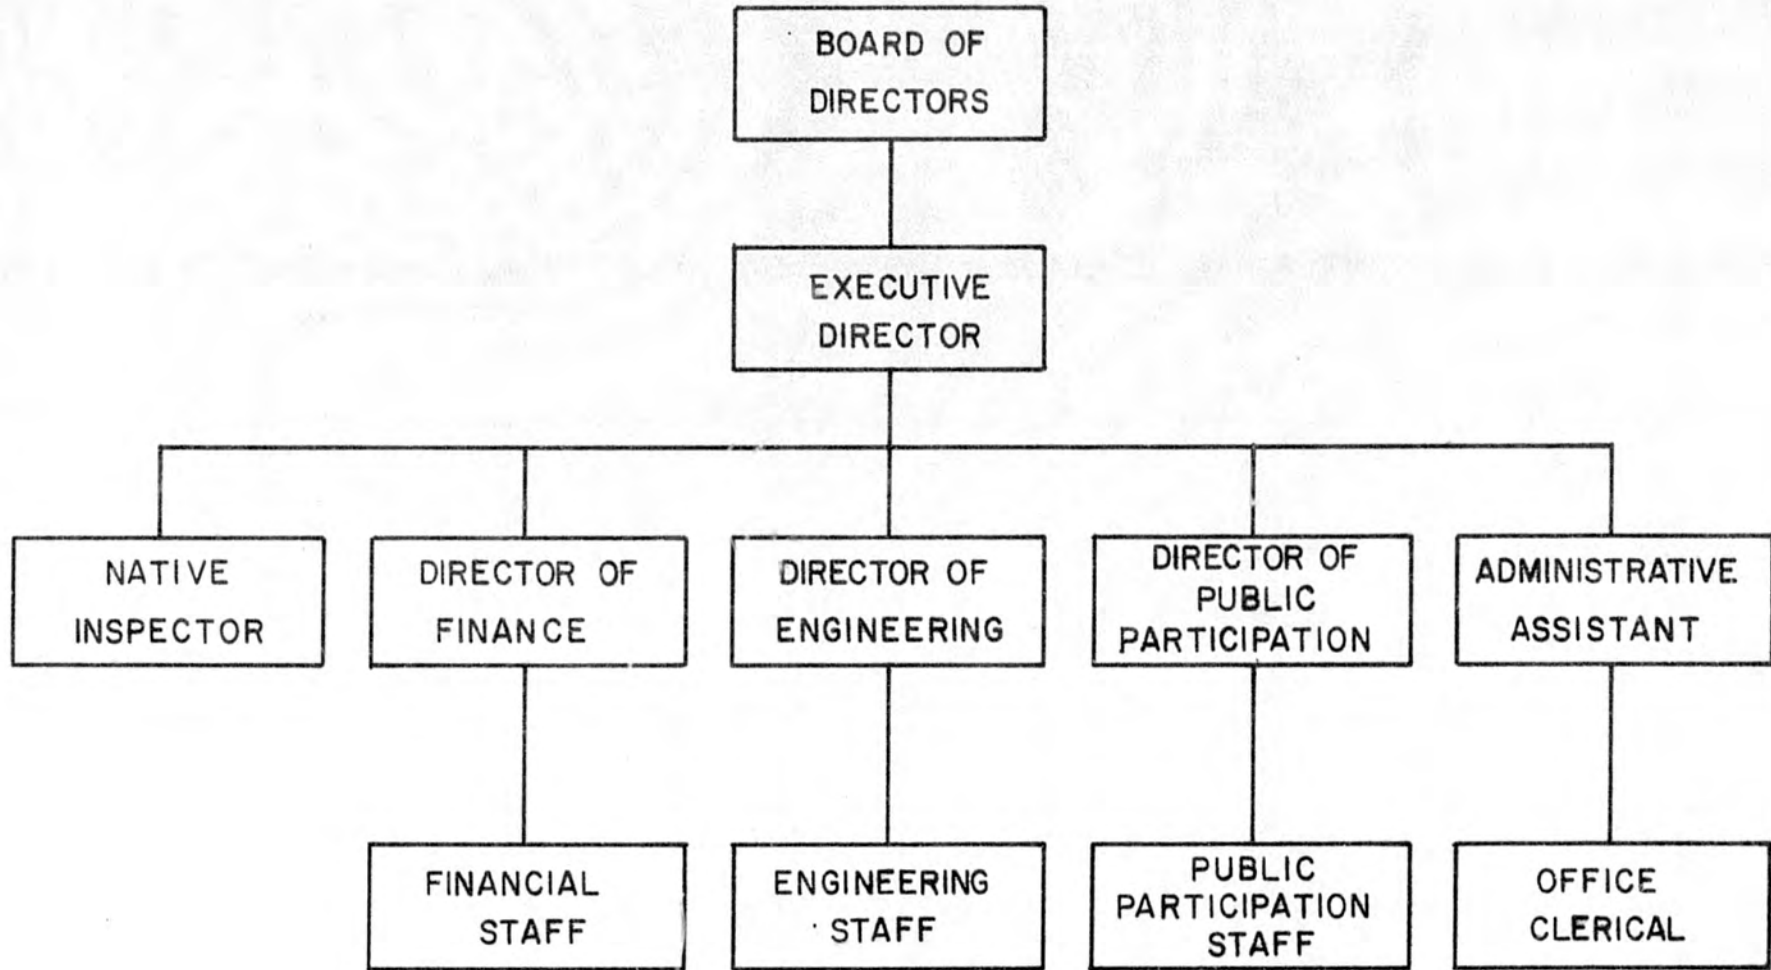 BOARD OF
DIRECTORS
EXECUTIVE
DIRECTOR
NATIVE
INSPECTOR
DIRECTOR OF
FINANCE
DIRECTOR OF
ENGINEERING
DIRECTOR OF
PUBLIC
PARTICIPATION
ADMINISTRATIVE
ASSISTANT
FINANCIAL
STAFF
ENGINEERING
STAFF
PUBLIC
PARTICIPATION
STAFF
OFFICE
CLERICAL